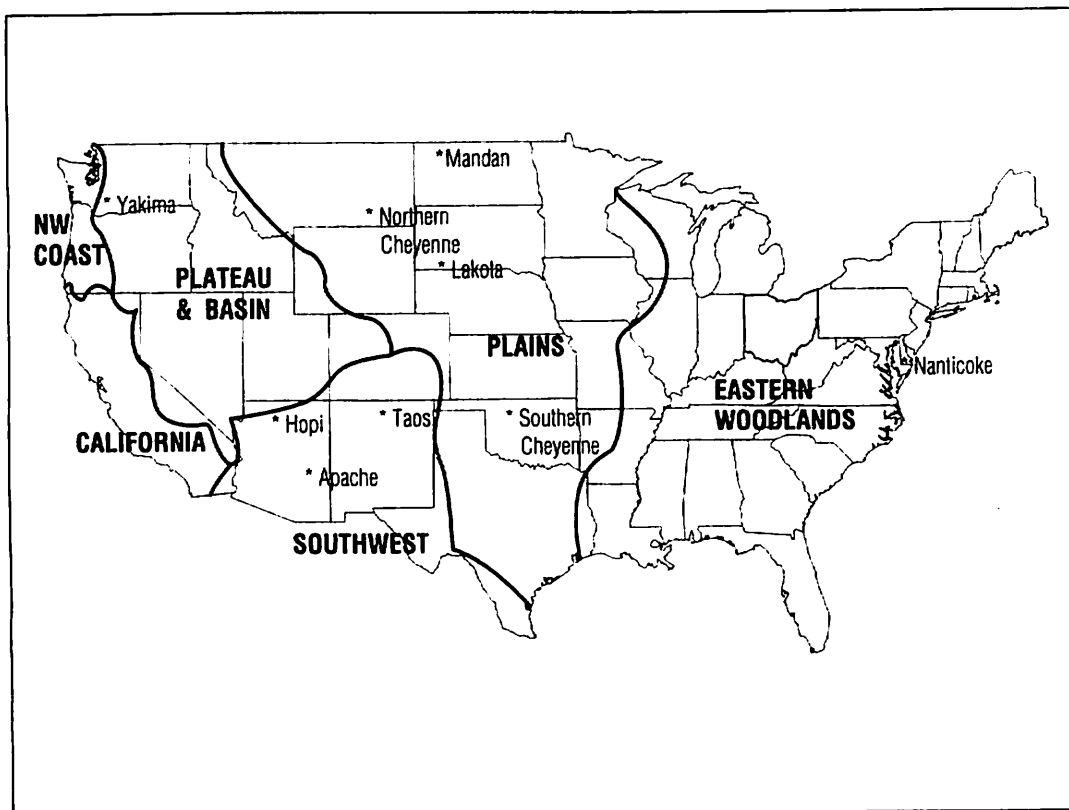 * Mandan
* Yakima
NW
COAST
* Northern
Cheyenne
* Lakota
PLATEAU
& BASIN
PLAINS
* Nanticoke
EASTERN
WOODLANDS
* Hopi
* Taos
* Southern
Cheyenne
CALIFORNIA
* Apache
SOUTHWEST